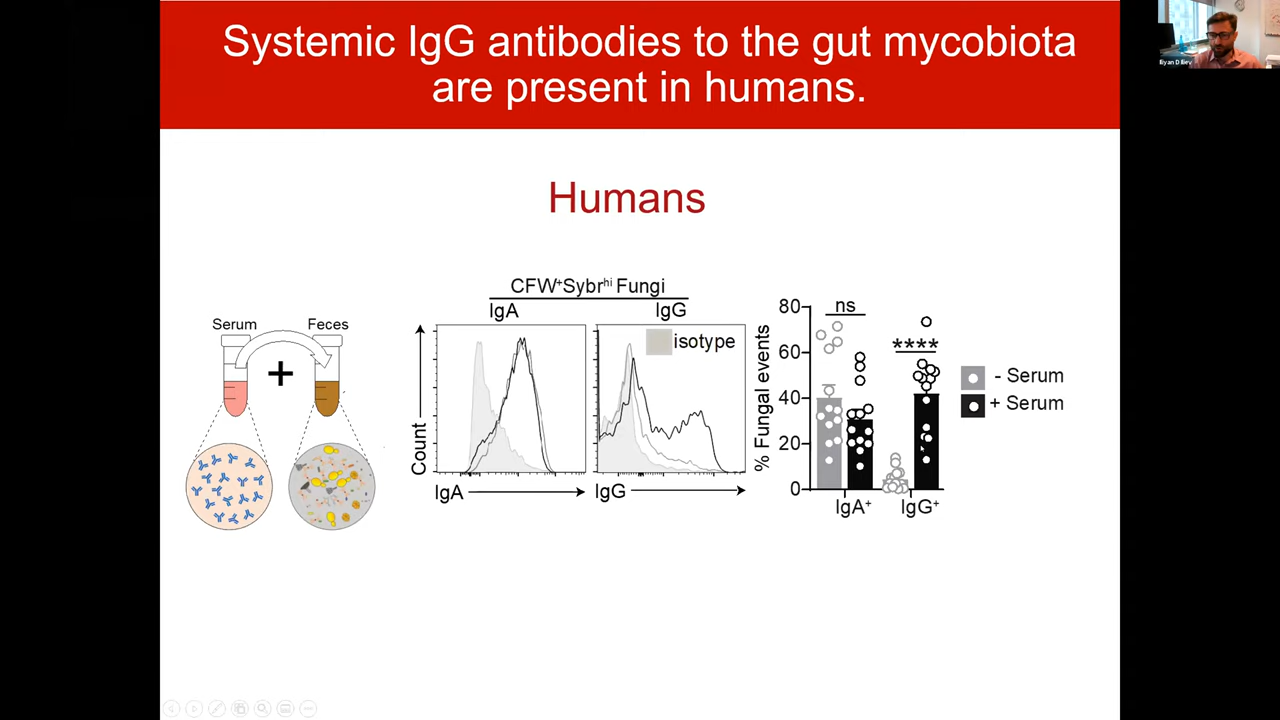 Systemic IgG antibodies to the gut mycobiota
are present in humans.
Humans
Serum
Feces
+
CFW⁺Sybrʰⁱ Fungi
IgA
IgG
isotype
Count
IgA
IgG
% Fungal events
80
60
40
20
0
ns
****
IgA⁺
IgG⁺
- Serum
+ Serum